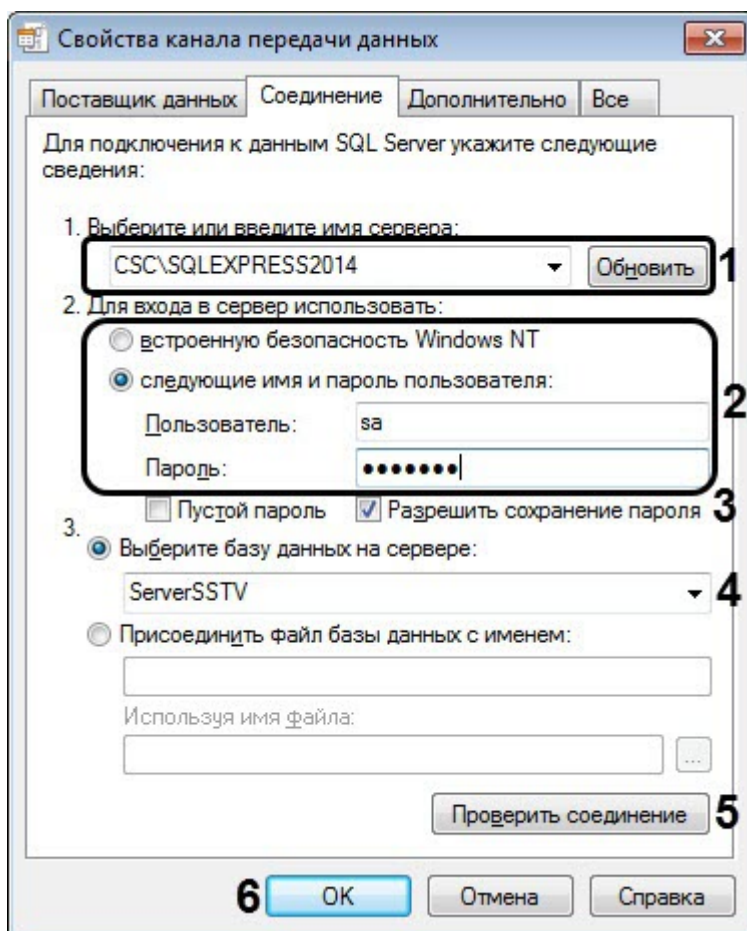 Свойства канала передачи данных
Поставщик данных Соединение Дополнительно Все
Для подключения к данным SQL Server укажите следующие
сведения:
1. Выберите или введите имя сервера:
CSC\SQLEXPRESS2014 Обновить 1
2. Для входа в сервер использовать:
встроенную безопасность Windows NT
следующие имя и пароль пользователя:
2
Пользователь: sa
Пароль: •••••••
Пустой пароль Разрешить сохранение пароля 3
3.
Выберите базу данных на сервере:
ServerSSTV 4
Присоединить файл базы данных с именем:
Используя имя файла:
...
Проверить соединение 5
6 OK Отмена Справка